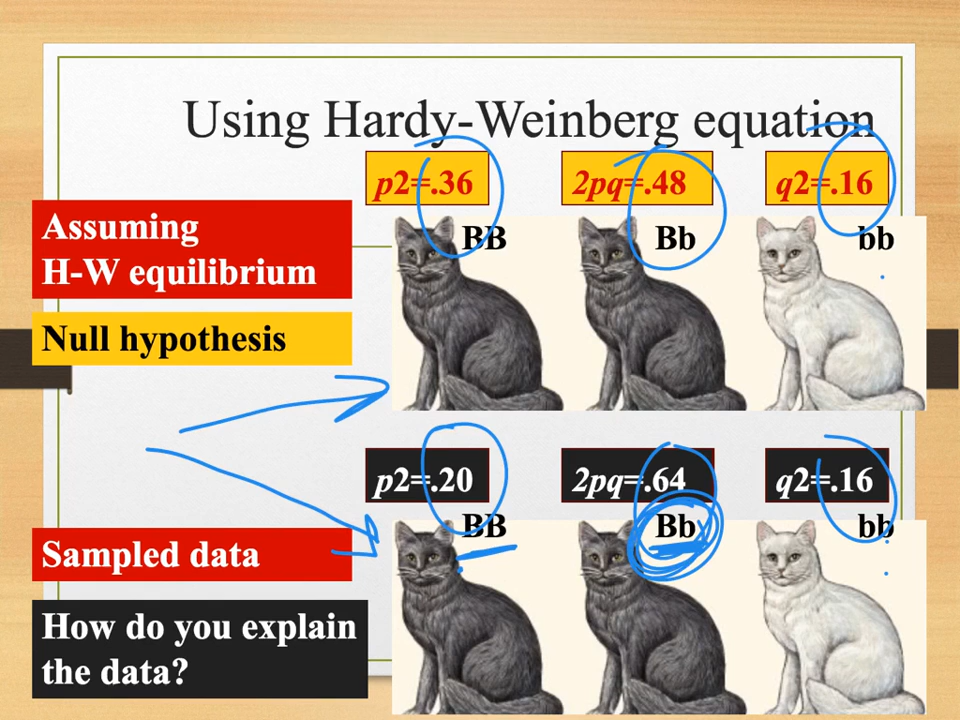 Using Hardy-Weinberg equation
p2=.36 2pq=.48 q2=.16
Assuming
H-W equilibrium
BB Bb bb
Null hypothesis
p2=.20 2pq=.64 q2=.16
BB Bb bb
Sampled data
How do you explain
the data?